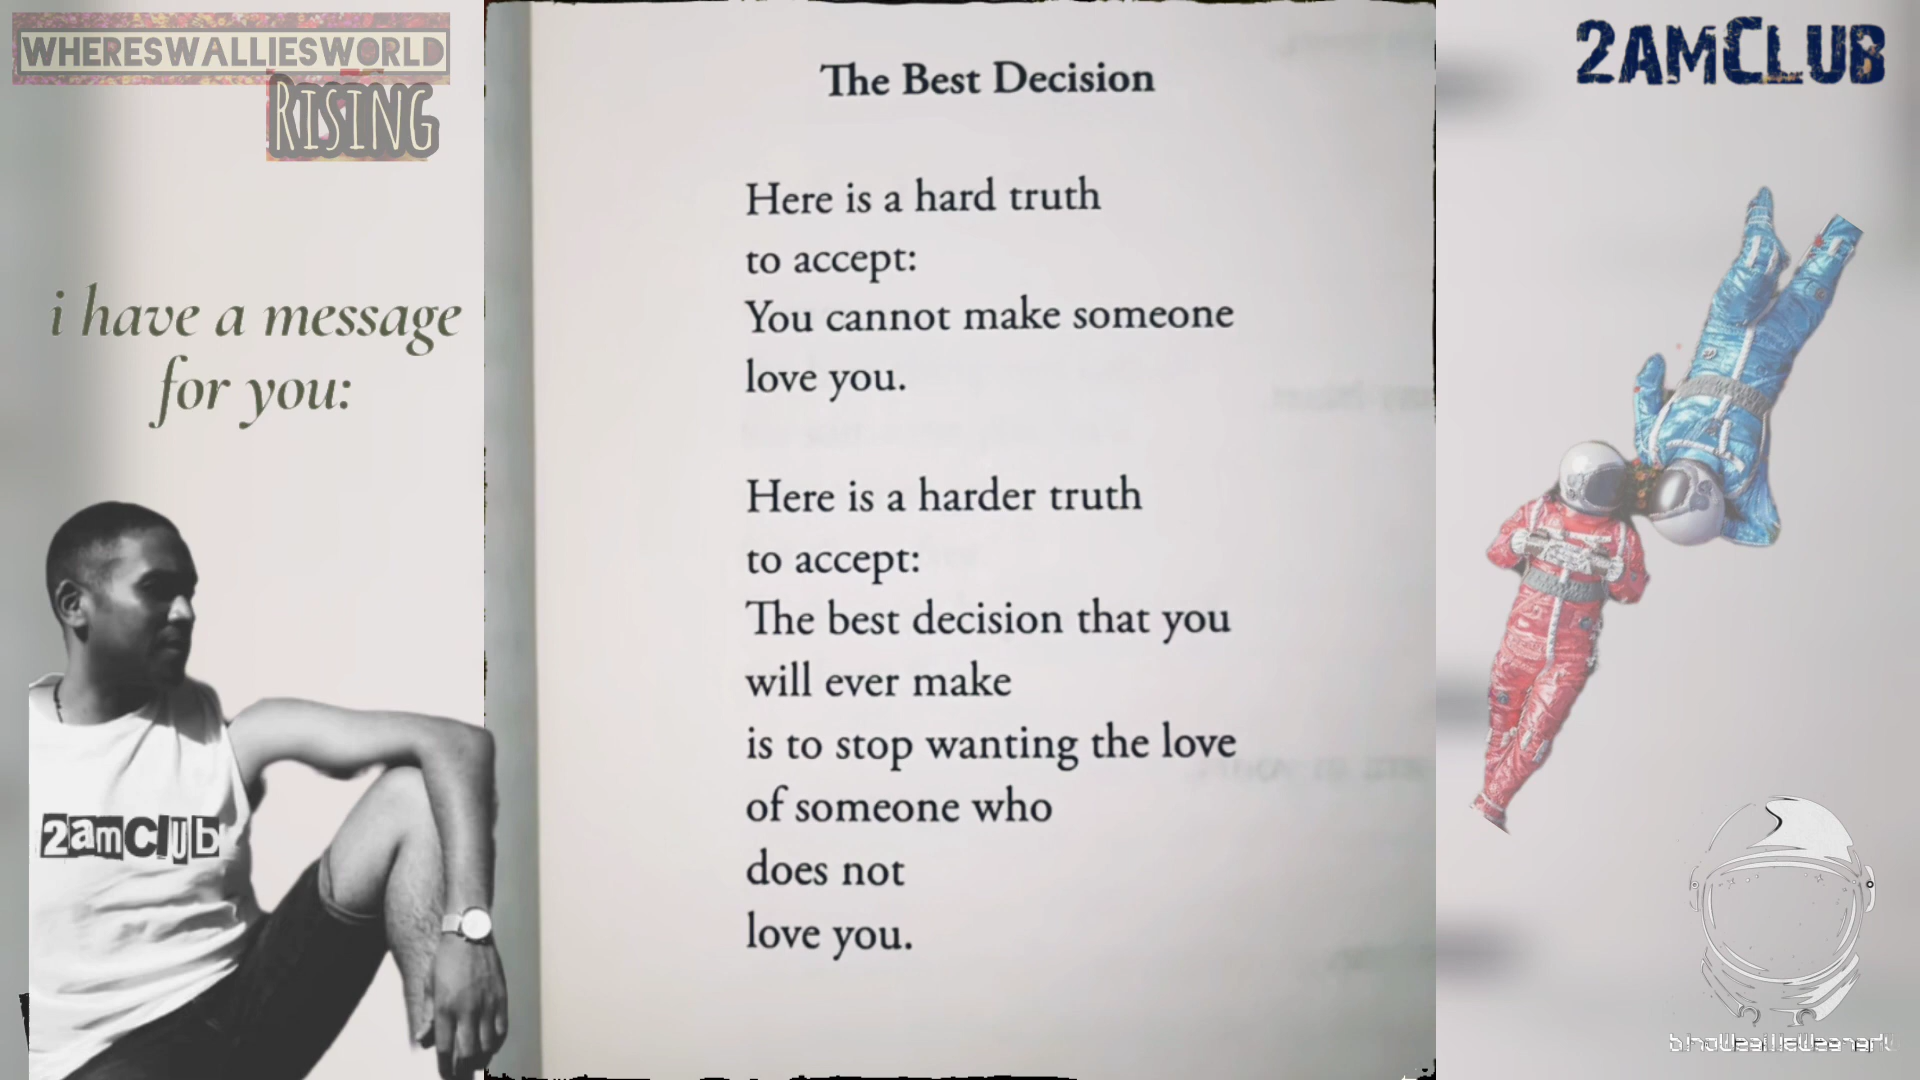 WHERESWALLIESWORLD
RISING
2AMCLUB
i have a message
for you:
2amClUb
The Best Decision
Here is a hard truth
to accept:
You cannot make someone
love you.
Here is a harder truth
to accept:
The best decision that you
will ever make
is to stop wanting the love
of someone who
does not
love you.